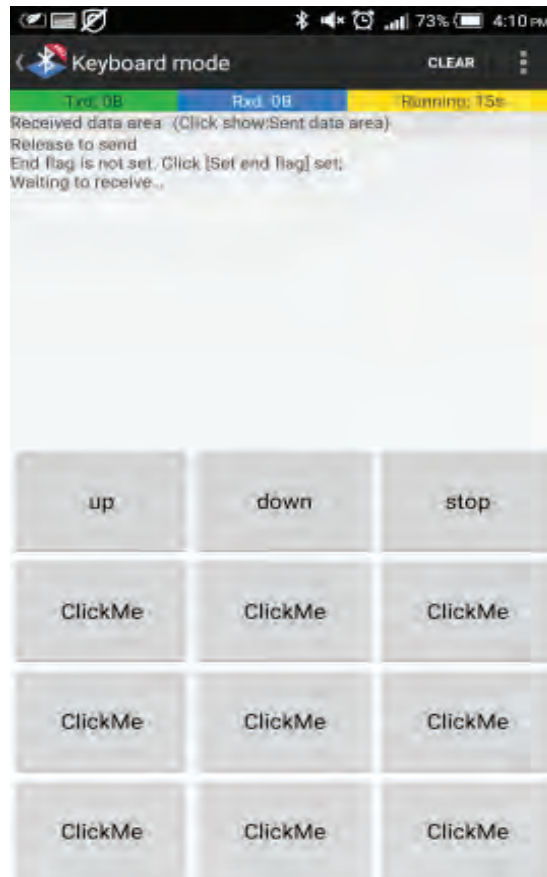 73% 4:10 PM
Keyboard mode CLEAR
Txd: 0B Rxd: 0B Running: 15s
Received data area (Click show:Sent data area)
Release to send
End flag is not set. Click [Set end flag] set;
Waiting to receive...
up down stop
ClickMe ClickMe ClickMe
ClickMe ClickMe ClickMe
ClickMe ClickMe ClickMe